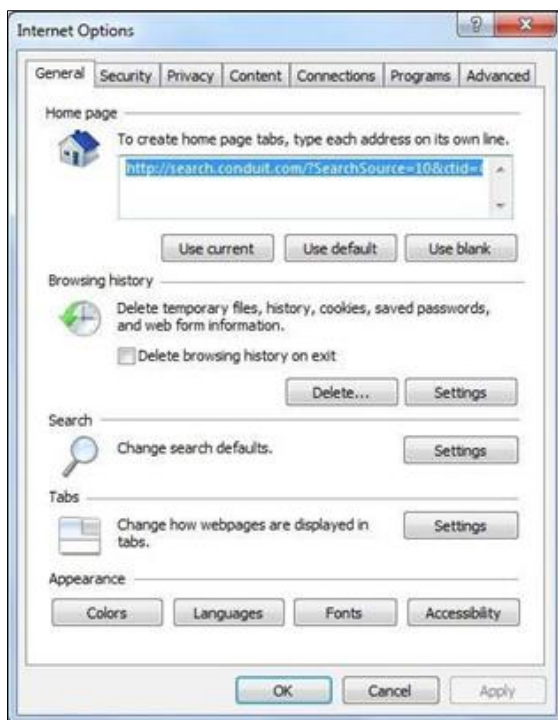 Internet Options
General Security Privacy Content Connections Programs Advanced
Home page
To create home page tabs, type each address on its own line.
http://search.conduit.com/?SearchSource=10&ctid=
Use current Use default Use blank
Browsing history
Delete temporary files, history, cookies, saved passwords,
and web form information.
Delete browsing history on exit
Delete... Settings
Search
Change search defaults.
Settings
Tabs
Change how webpages are displayed in
tabs.
Settings
Appearance
Colors Languages Fonts Accessibility
OK Cancel Apply